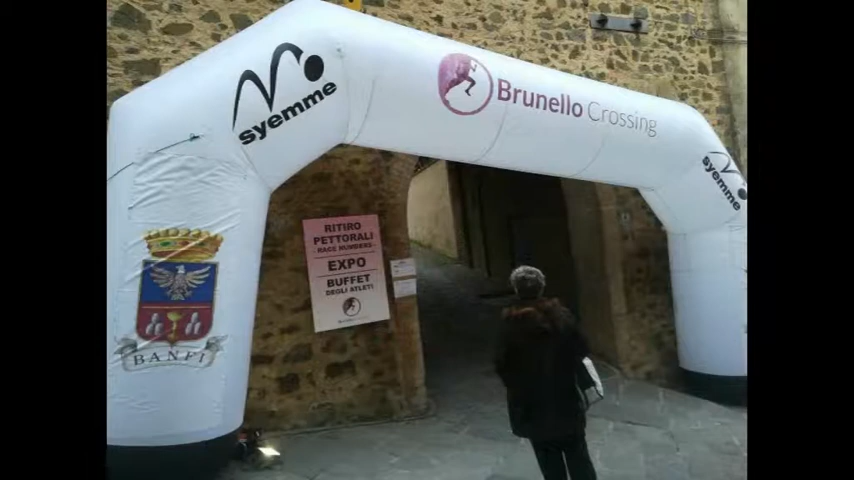 syemme
Brunello Crossing
syemme
RITIRO
PETTORALI
- RACE NUMBERS -
EXPO
BUFFET
DEGLI ATLETI
BANFI